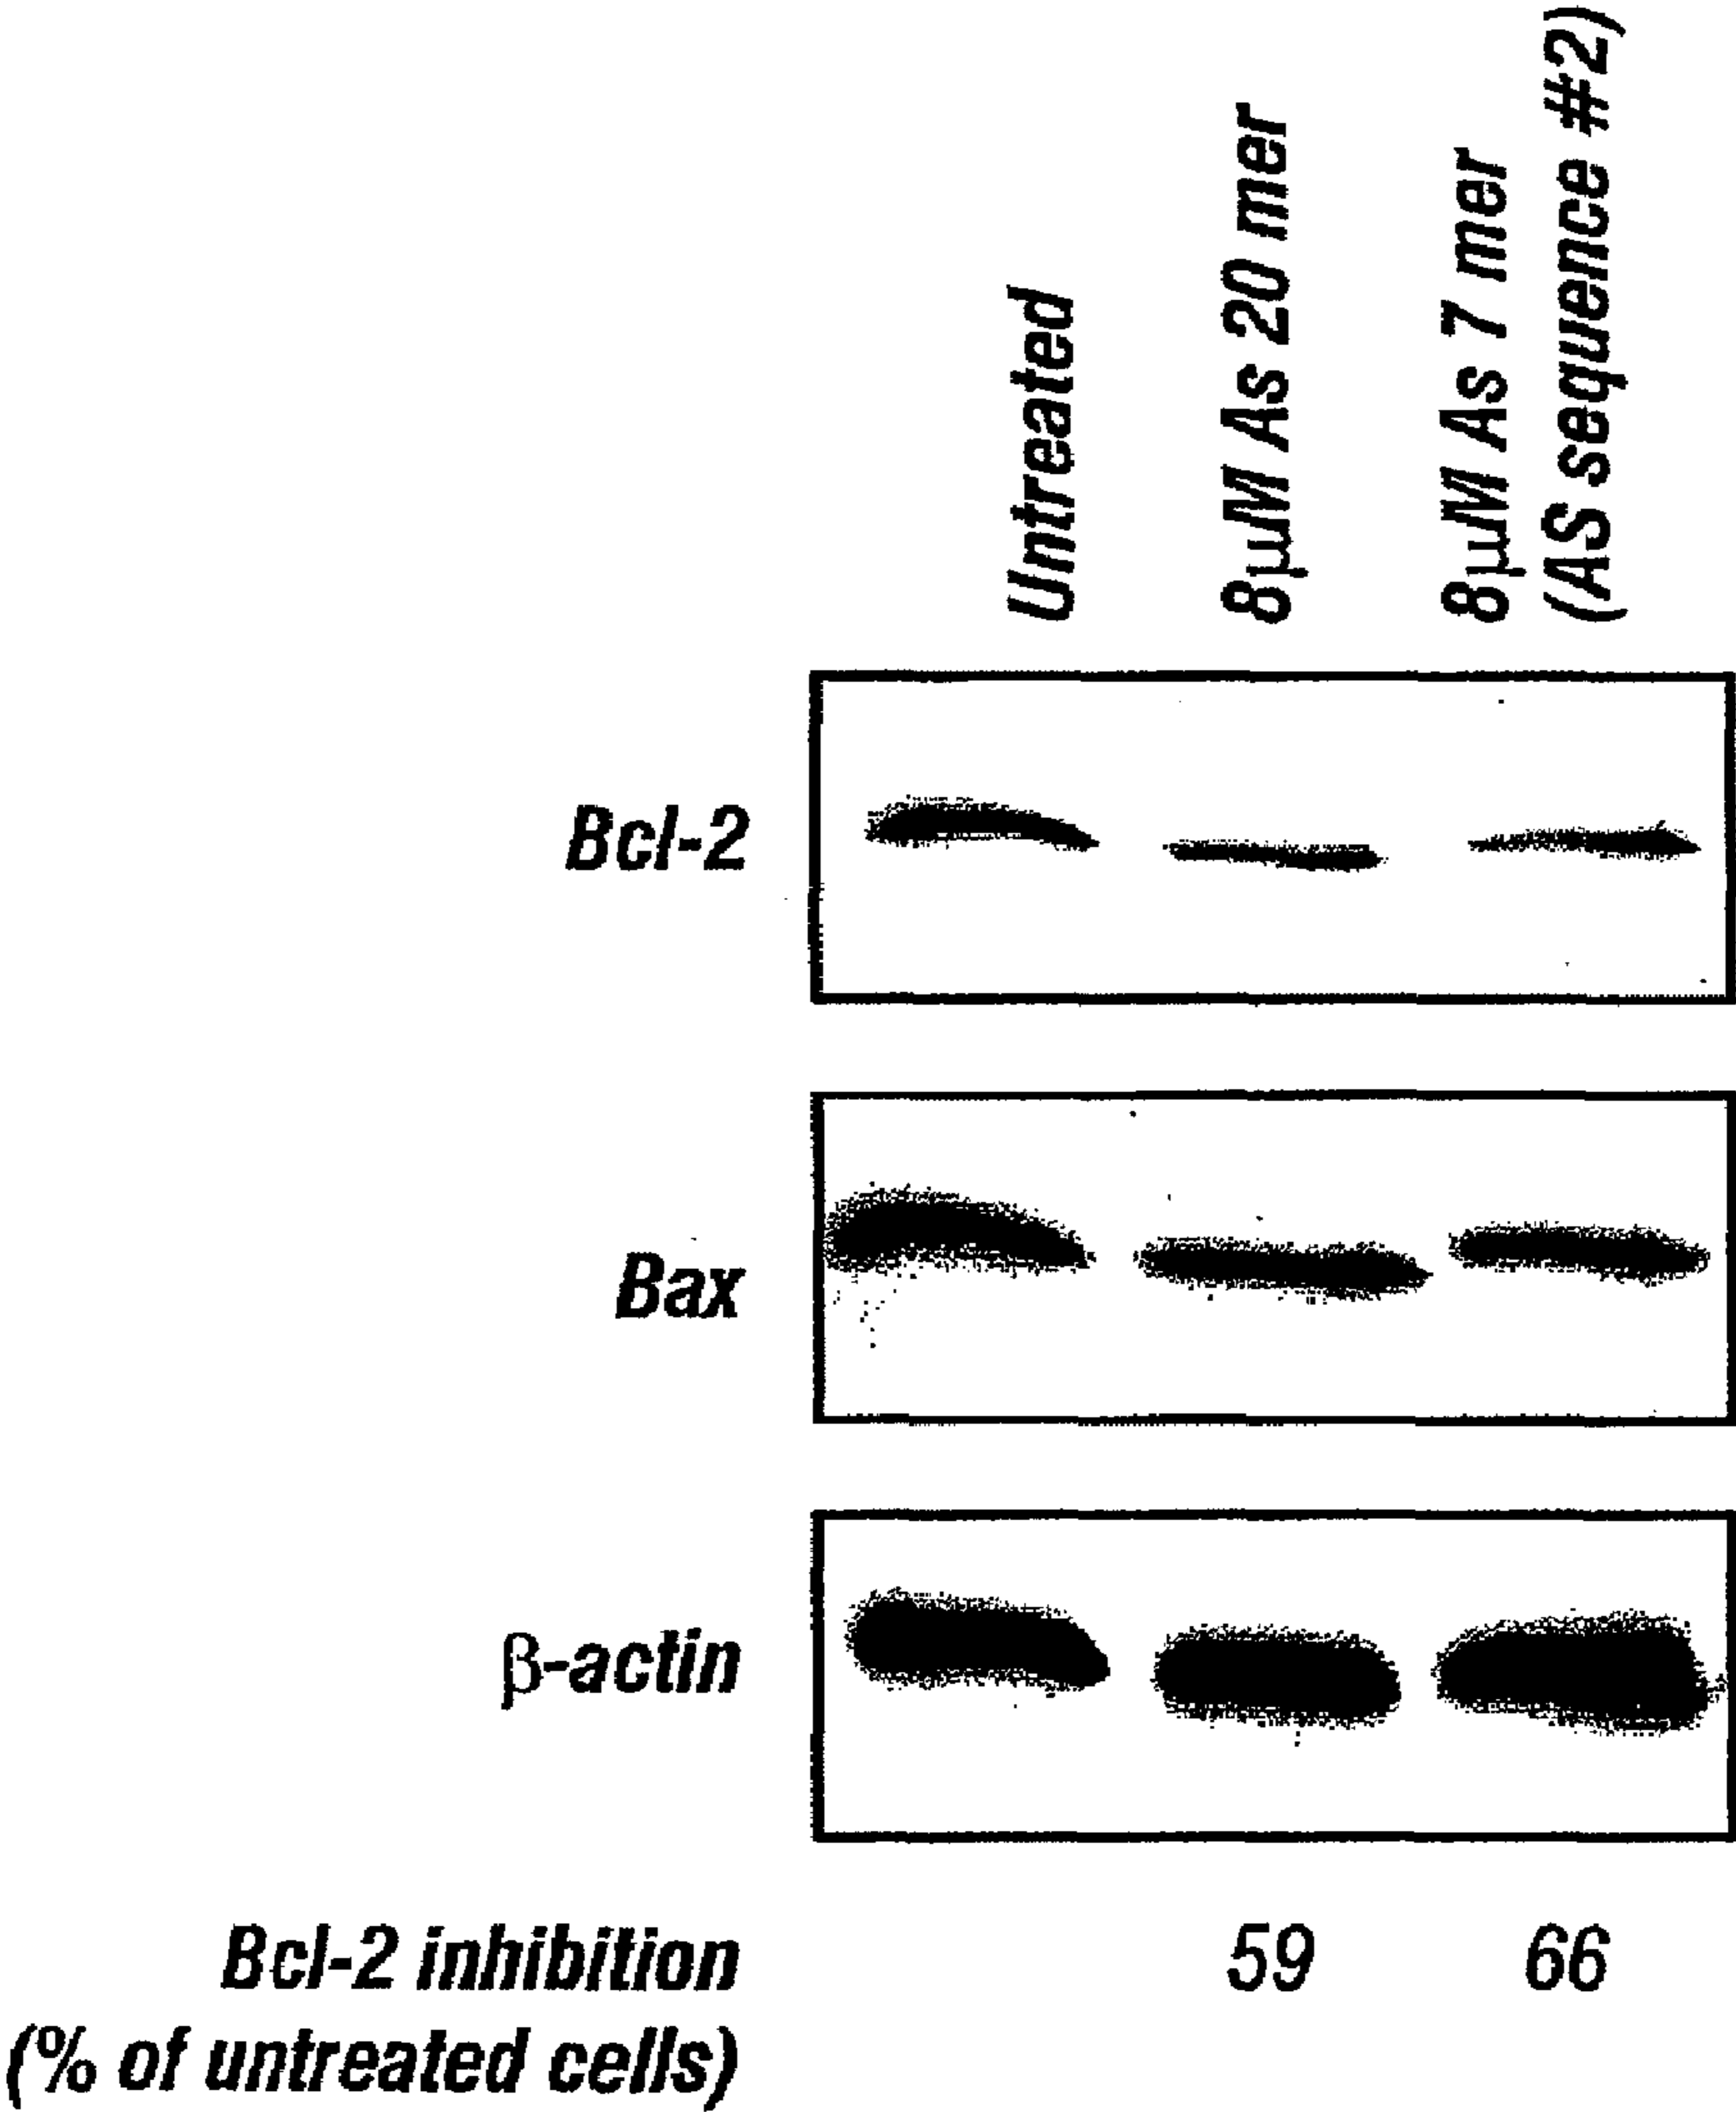 Untreated
8µM As 20 mer
8µM As 7 mer
(AS sequence #2)
Bcl-2
Bax
β-actin
Bcl-2 inhibition 59 66
(% of untreated cells)